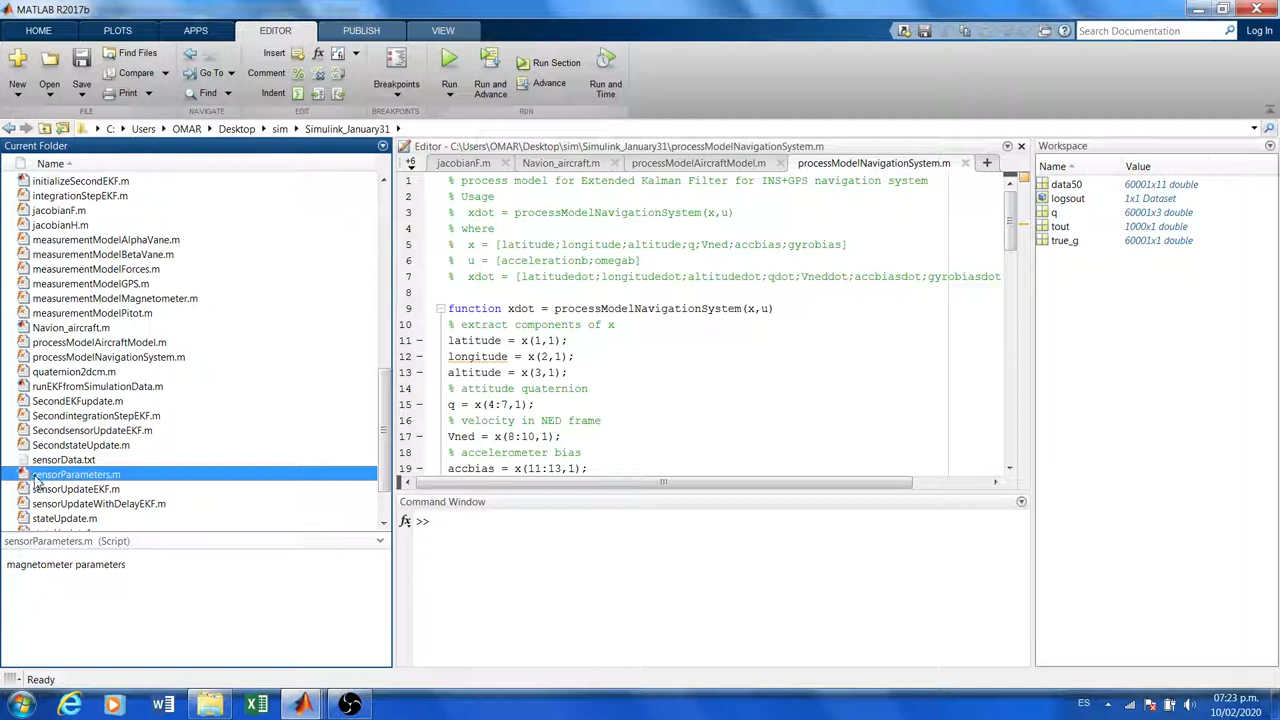 MATLAB R2017b
HOME PLOTS APPS EDITOR PUBLISH VIEW Search Documentation Log In
New Open Save Find Files Compare Print Go To Find Insert Comment Indent fx Breakpoints Run Run and Advance Run Section Advance Run and Time
FILE NAVIGATE EDIT BREAKPOINTS RUN
C: Users OMAR Desktop sim Simulink_January31
Current Folder
Name
initializeSecondEKF.m
integrationStepEKF.m
jacobianF.m
jacobianH.m
measurementModelAlphaVane.m
measurementModelBetaVane.m
measurementModelForces.m
measurementModelGPS.m
measurementModelMagnetometer.m
measurementModelPitot.m
Navion_aircraft.m
processModelAircraftModel.m
processModelNavigationSystem.m
quaternion2dcm.m
runEKFfromSimulationData.m
SecondEKFupdate.m
SecondintegrationStepEKF.m
SecondsensorUpdateEKF.m
SecondstateUpdate.m
sensorData.txt
sensorParameters.m
sensorUpdateEKF.m
sensorUpdateWithDelayEKF.m
stateUpdate.m
sensorParameters.m (Script)
magnetometer parameters
Editor - C:\Users\OMAR\Desktop\sim\Simulink_January31\processModelNavigationSystem.m
+6 jacobianF.m Navion_aircraft.m processModelAircraftModel.m processModelNavigationSystem.m
1 % process model for Extended Kalman Filter for INS+GPS navigation system
2 % Usage
3 % xdot = processModelNavigationSystem(x,u)
4 % where
5 % x = [latitude;longitude;altitude;q;Vned;accbias;gyrobias]
6 % u = [accelerationb;omegab]
7 % xdot = [latitudedot;longitudedot;altitudedot;qdot;Vneddot;accbiasdot;gyrobiasdot
8
9 function xdot = processModelNavigationSystem(x,u)
10 % extract components of x
11 – latitude = x(1,1);
12 – longitude = x(2,1);
13 – altitude = x(3,1);
14 % attitude quaternion
15 – q = x(4:7,1);
16 % velocity in NED frame
17 – Vned = x(8:10,1);
18 % accelerometer bias
19 – accbias = x(11:13,1);
Command Window
fx >>
Workspace
Name Value
data50 60001x11 double
logsout 1x1 Dataset
q 60001x3 double
tout 1000x1 double
true_g 60001x1 double
Ready
ES 07:23 p.m.
10/02/2020